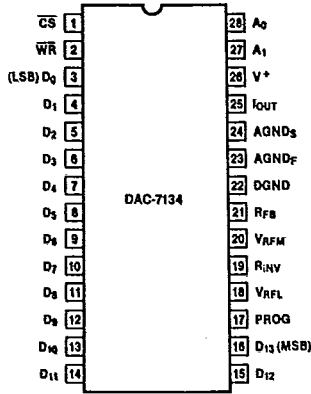 C̅S̅ 1
W̅R̅ 2
(LSB) D0 3
D1 4
D2 5
D3 6
D4 7
D5 8
D6 9
D7 10
D8 11
D9 12
D10 13
D11 14
DAC-7134
28 A0
27 A1
26 V+
25 IOUT
24 AGNDS
23 AGNDF
22 DGND
21 RFB
20 VRFM
19 RINV
18 VRFL
17 PROG
16 D13 (MSB)
15 D12